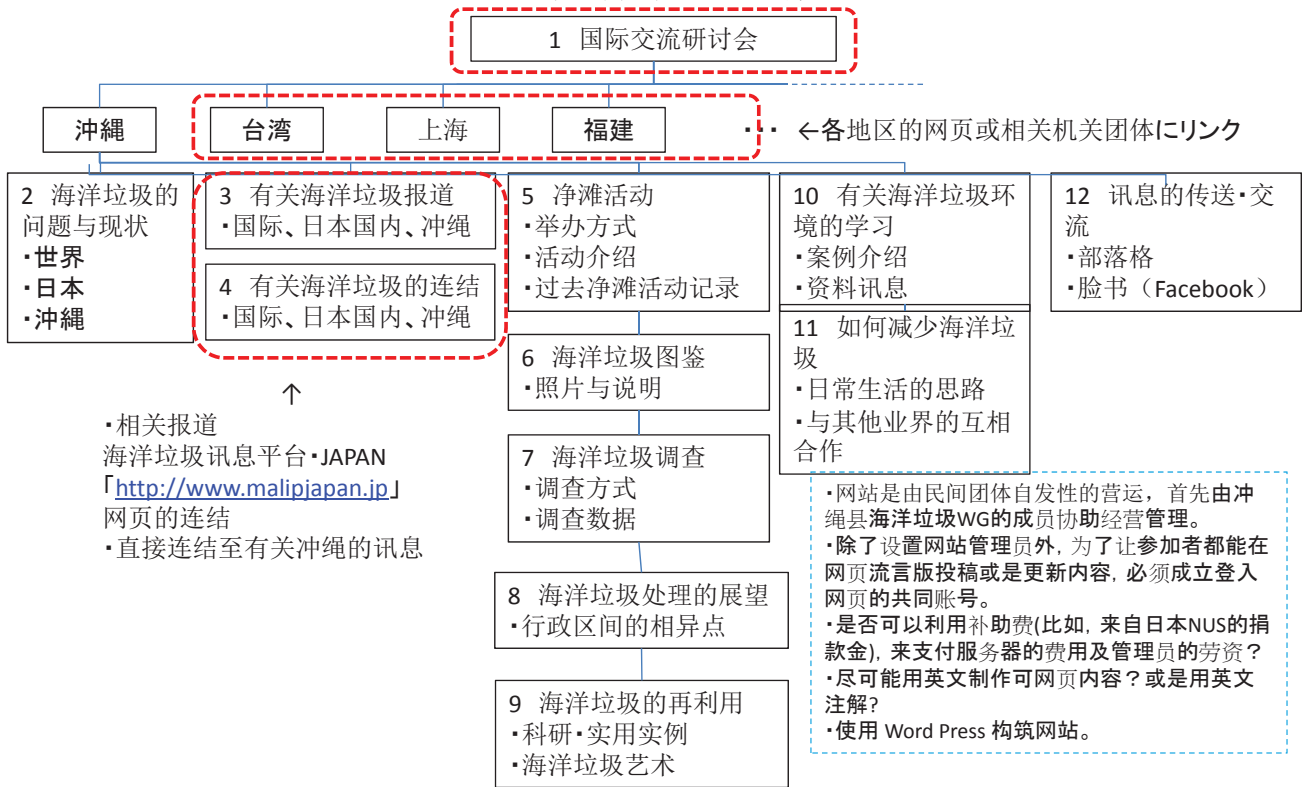 1 国际交流研讨会
沖縄
台湾
上海
福建
・・・ ←各地区的网页或相关机关团体にリンク
2 海洋垃圾的
问题与现状
・世界
・日本
・沖縄
3 有关海洋垃圾报道
・国际、日本国内、冲绳
4 有关海洋垃圾的连结
・国际、日本国内、冲绳
↑
・相关报道
海洋垃圾讯息平台・JAPAN
「http://www.malipjapan.jp」
网页的连结
・直接连结至有关冲绳的讯息
5 净滩活动
・举办方式
・活动介绍
・过去净滩活动记录
6 海洋垃圾图鉴
・照片与说明
7 海洋垃圾调查
・调查方式
・调查数据
8 海洋垃圾处理的展望
・行政区间的相异点
9 海洋垃圾的再利用
・科研・实用实例
・海洋垃圾艺术
10 有关海洋垃圾环
境的学习
・案例介绍
・资料讯息
11 如何减少海洋垃
圾
・日常生活的思路
・与其他业界的互相
合作
12 讯息的传送・交
流
・部落格
・脸书（Facebook）
・网站是由民间团体自发性的营运，首先由冲
绳县海洋垃圾WG的成员协助经营管理。
・除了设置网站管理员外, 为了让参加者都能在
网页流言版投稿或是更新内容, 必须成立登入
网页的共同账号。
・是否可以利用补助费(比如, 来自日本NUS的捐
款金), 来支付服务器的费用及管理员的劳资？
・尽可能用英文制作可网页内容？或是用英文
注解?
・使用 Word Press 构筑网站。